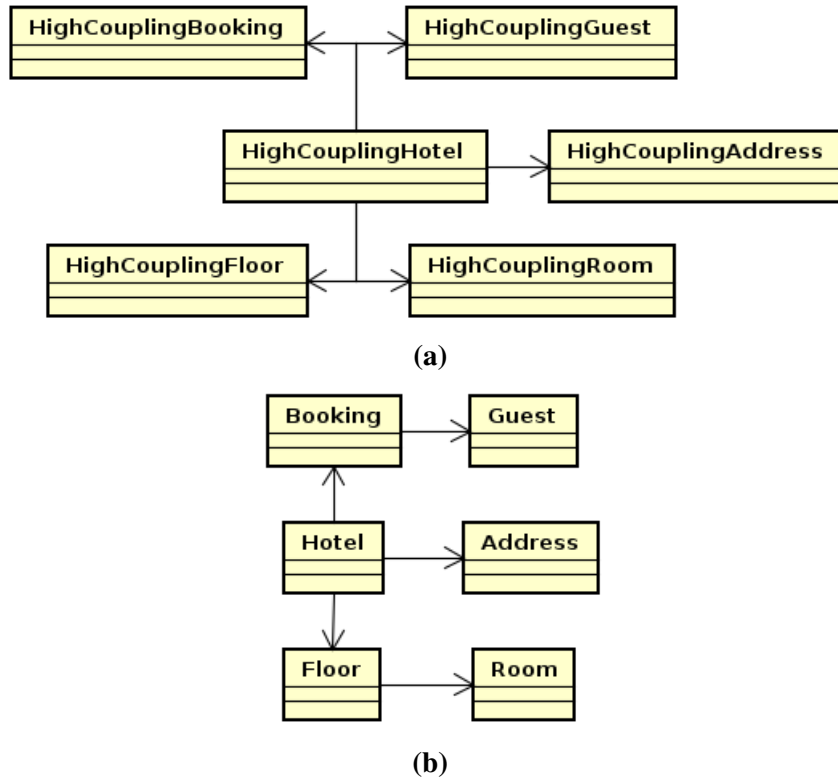 HighCouplingBooking
HighCouplingGuest
HighCouplingHotel
HighCouplingAddress
HighCouplingFloor
HighCouplingRoom
(a)
Booking
Guest
Hotel
Address
Floor
Room
(b)